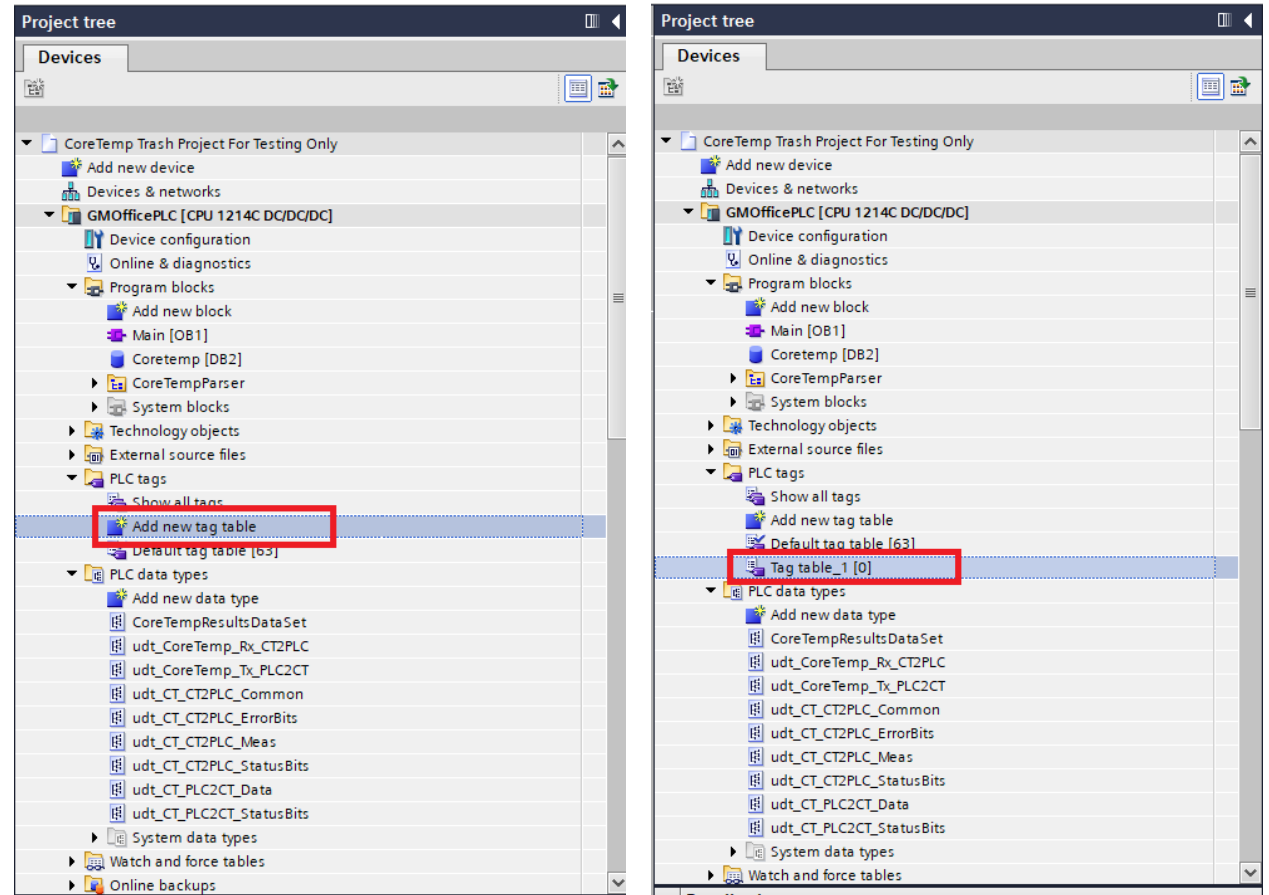 Project tree
Devices
CoreTemp Trash Project For Testing Only
Add new device
Devices & networks
GMOfficePLC [CPU 1214C DC/DC/DC]
Device configuration
Online & diagnostics
Program blocks
Add new block
Main [OB1]
Coretemp [DB2]
CoreTempParser
System blocks
Technology objects
External source files
PLC tags
Show all tags
Add new tag table
Default tag table [63]
PLC data types
Add new data type
CoreTempResultsDataSet
udt_CoreTemp_Rx_CT2PLC
udt_CoreTemp_Tx_PLC2CT
udt_CT_CT2PLC_Common
udt_CT_CT2PLC_ErrorBits
udt_CT_CT2PLC_Meas
udt_CT_CT2PLC_StatusBits
udt_CT_PLC2CT_Data
udt_CT_PLC2CT_StatusBits
System data types
Watch and force tables
Online backups
Project tree
Devices
CoreTemp Trash Project For Testing Only
Add new device
Devices & networks
GMOfficePLC [CPU 1214C DC/DC/DC]
Device configuration
Online & diagnostics
Program blocks
Add new block
Main [OB1]
Coretemp [DB2]
CoreTempParser
System blocks
Technology objects
External source files
PLC tags
Show all tags
Add new tag table
Default tag table [63]
Tag table_1 [0]
PLC data types
Add new data type
CoreTempResultsDataSet
udt_CoreTemp_Rx_CT2PLC
udt_CoreTemp_Tx_PLC2CT
udt_CT_CT2PLC_Common
udt_CT_CT2PLC_ErrorBits
udt_CT_CT2PLC_Meas
udt_CT_CT2PLC_StatusBits
udt_CT_PLC2CT_Data
udt_CT_PLC2CT_StatusBits
System data types
Watch and force tables